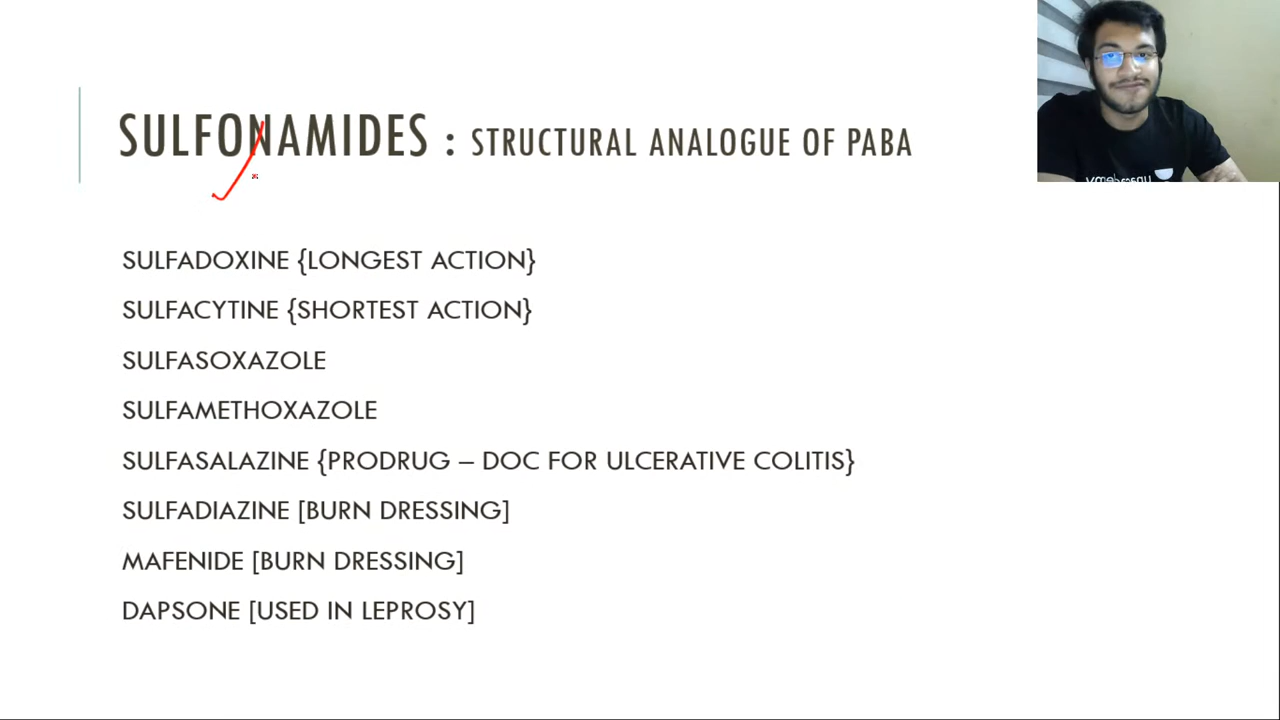 SULFONAMIDES : STRUCTURAL ANALOGUE OF PABA
SULFADOXINE {LONGEST ACTION}
SULFACYTINE {SHORTEST ACTION}
SULFASOXAZOLE
SULFAMETHOXAZOLE
SULFASALAZINE {PRODRUG – DOC FOR ULCERATIVE COLITIS}
SULFADIAZINE [BURN DRESSING]
MAFENIDE [BURN DRESSING]
DAPSONE [USED IN LEPROSY]